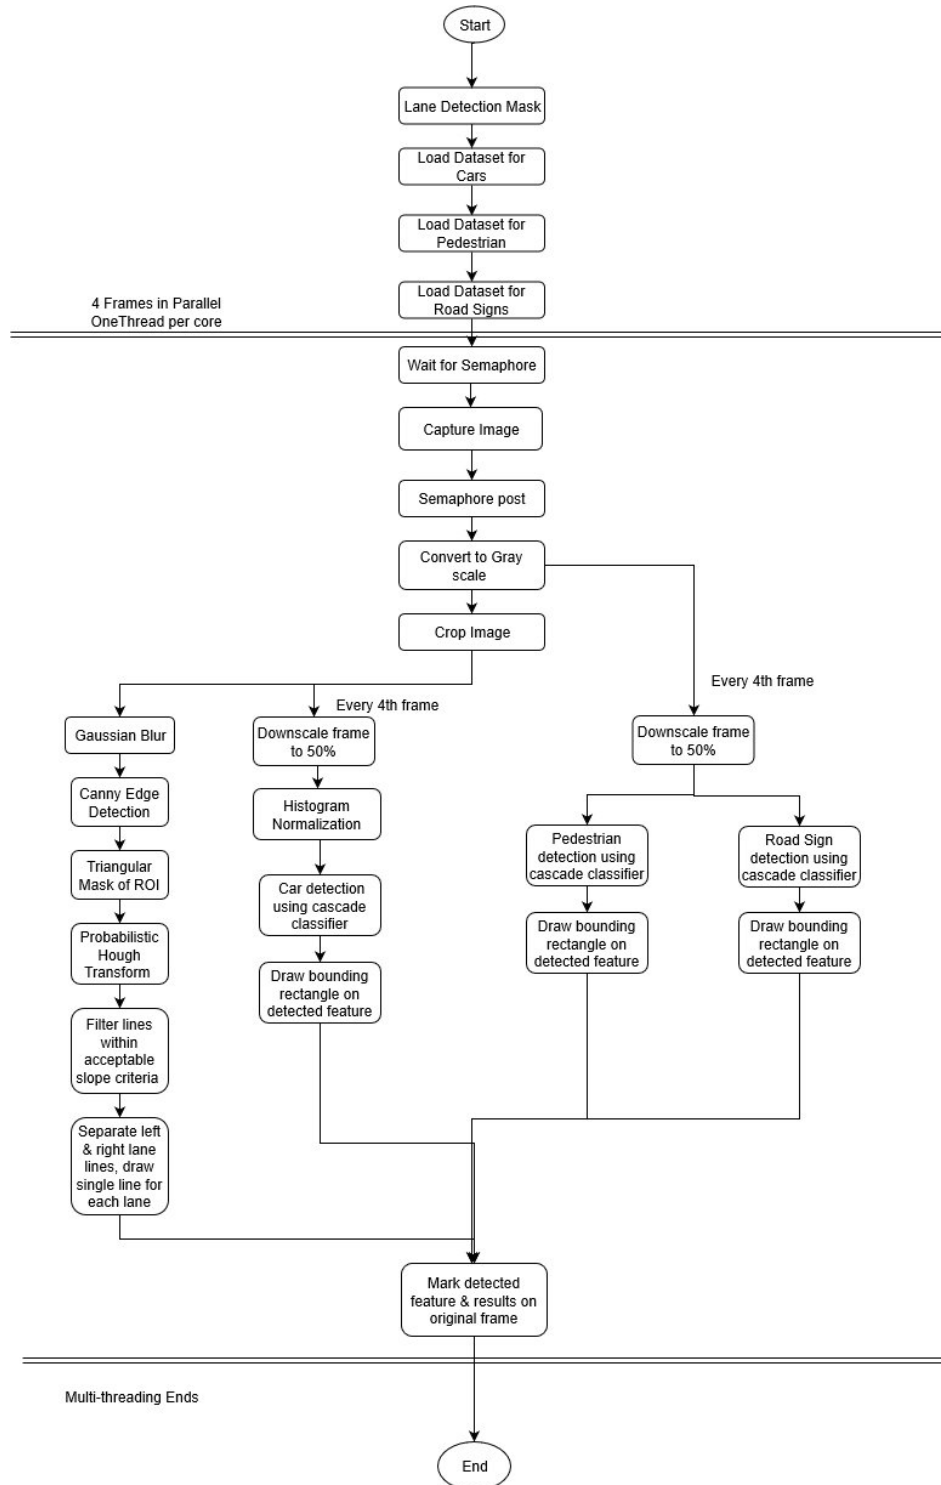 Start
Lane Detection Mask
Load Dataset for
Cars
Load Dataset for
Pedestrian
Load Dataset for
Road Signs
4 Frames in Parallel
OneThread per core
Wait for Semaphore
Capture Image
Semaphore post
Convert to Gray
scale
Crop Image
Every 4th frame
Every 4th frame
Gaussian Blur
Canny Edge
Detection
Triangular
Mask of ROI
Probabilistic
Hough
Transform
Filter lines
within
acceptable
slope criteria
Separate left
& right lane
lines, draw
single line for
each lane
Downscale frame
to 50%
Histogram
Normalization
Car detection
using cascade
classifier
Draw bounding
rectangle on
detected feature
Downscale frame
to 50%
Pedestrian
detection using
cascade classifier
Draw bounding
rectangle on
detected feature
Road Sign
detection using
cascade classifier
Draw bounding
rectangle on
detected feature
Mark detected
feature & results on
original frame
Multi-threading Ends
End